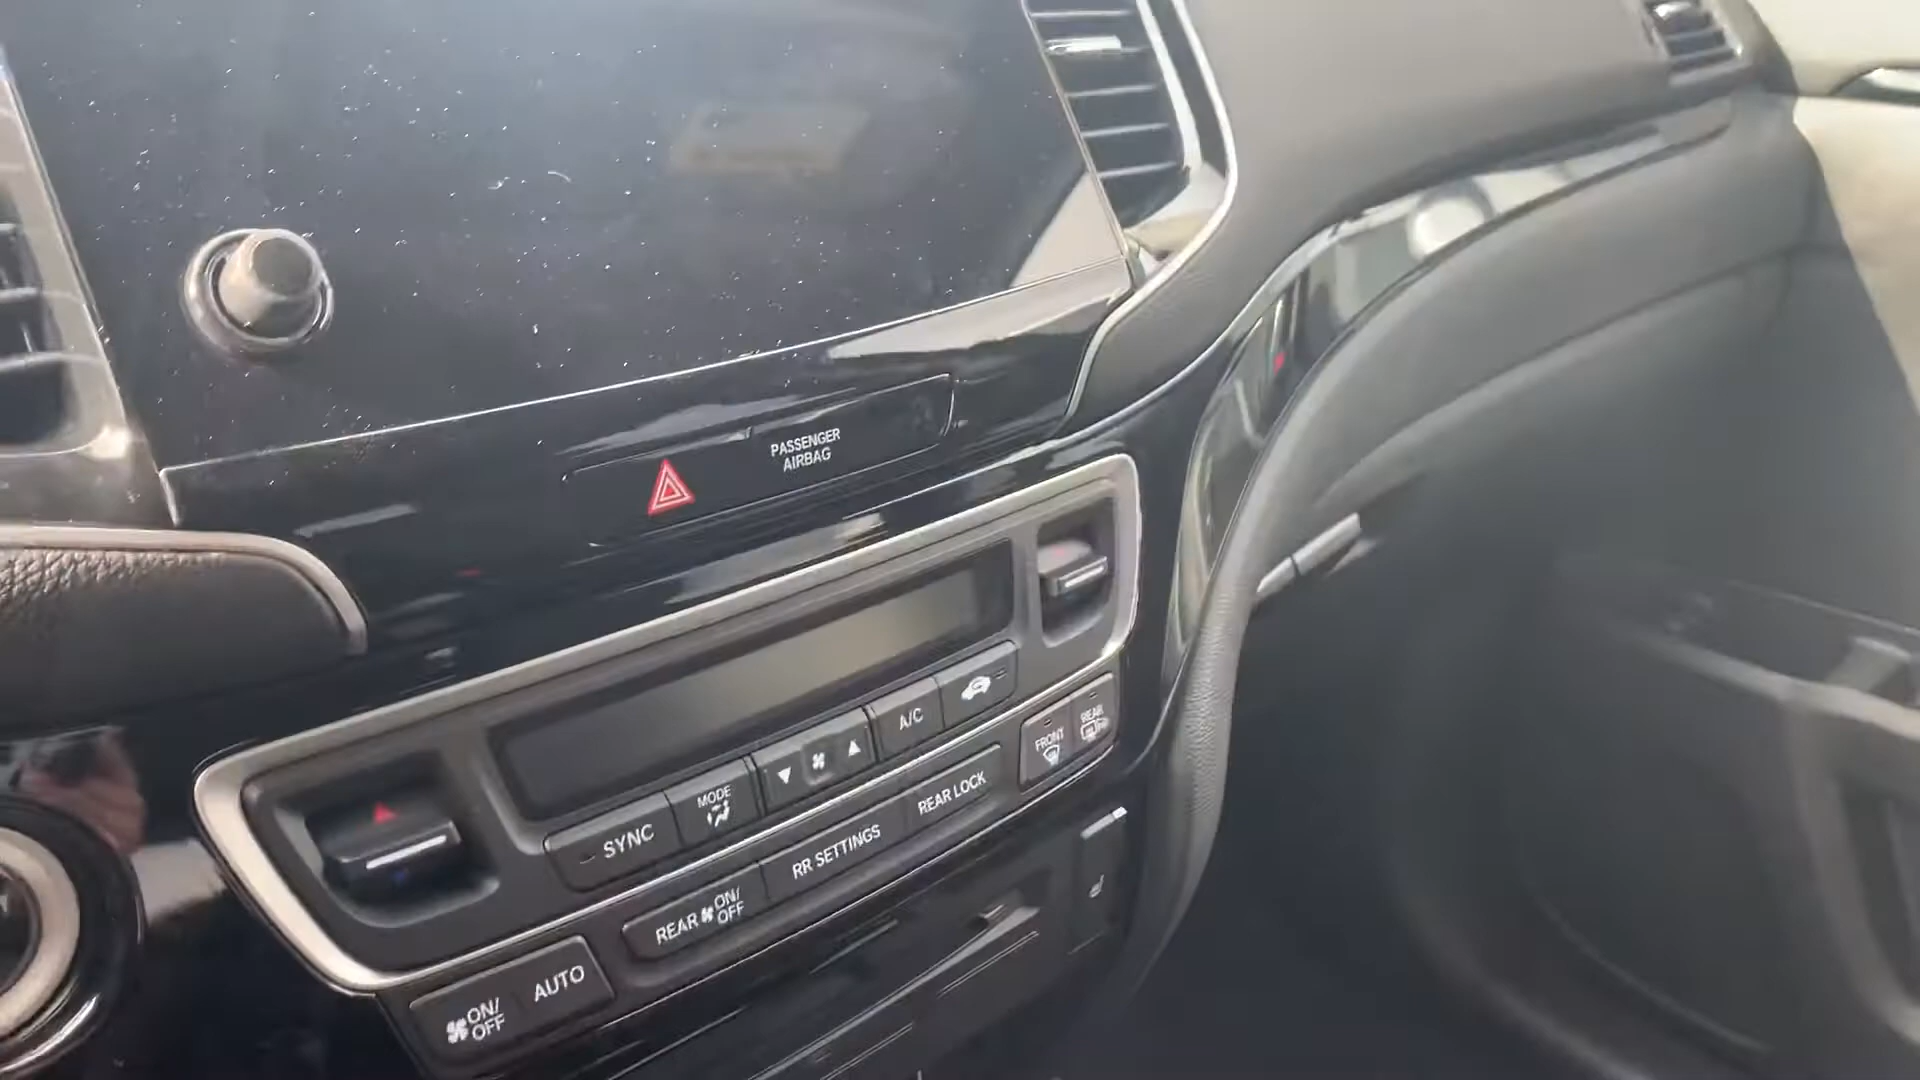 PASSENGER
AIRBAG
A/C
MODE
SYNC
FRONT
REAR
REAR LOCK
RR SETTINGS
REAR ON/
OFF
AUTO
ON/
OFF